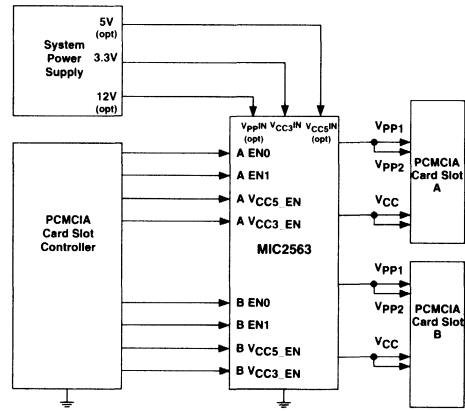 System
Power
Supply
5V
(opt)
3.3V
12V
(opt)
VPPIN
(opt)
VCC3IN
VCC5IN
(opt)
PCMCIA
Card Slot
Controller
A EN0
A EN1
A VCC5_EN
A VCC3_EN
MIC2563
B EN0
B EN1
B VCC5_EN
B VCC3_EN
VPP1
VPP2
VCC
PCMCIA
Card Slot
A
VPP1
VPP2
VCC
PCMCIA
Card Slot
B